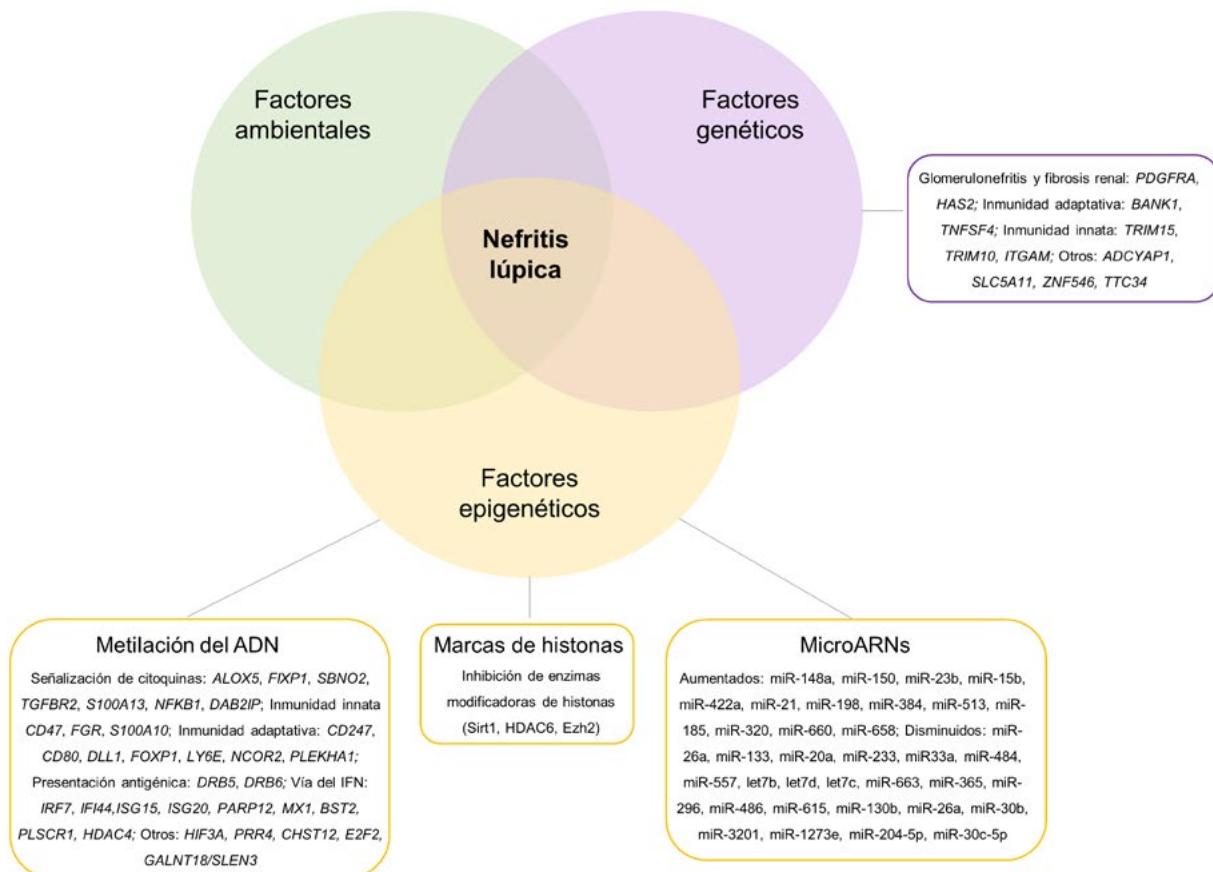 Factores
ambientales
Factores
genéticos
Glomerulonefritis y fibrosis renal: PDGFRA,
HAS2; Inmunidad adaptativa: BANK1,
TNFSF4; Inmunidad innata: TRIM15,
TRIM10, ITGAM; Otros: ADCYAP1,
SLC5A11, ZNF546, TTC34
Nefritis
lúpica
Factores
epigenéticos
Metilación del ADN
Señalización de citoquinas: ALOX5, FIXP1, SBNO2,
TGFBR2, S100A13, NFKB1, DAB2IP; Inmunidad innata
CD47, FGR, S100A10; Inmunidad adaptativa: CD247,
CD80, DLL1, FOXP1, LY6E, NCOR2, PLEKHA1;
Presentación antigénica: DRB5, DRB6; Vía del IFN:
IRF7, IFI44,ISG15, ISG20, PARP12, MX1, BST2,
PLSCR1, HDAC4; Otros: HIF3A, PRR4, CHST12, E2F2,
GALNT18/SLEN3
Marcas de histonas
Inhibición de enzimas
modificadoras de histonas
(Sirt1, HDAC6, Ezh2)
MicroARNs
Aumentados: miR-148a, miR-150, miR-23b, miR-15b,
miR-422a, miR-21, miR-198, miR-384, miR-513, miR-
185, miR-320, miR-660, miR-658; Disminuidos: miR-
26a, miR-133, miR-20a, miR-233, miR33a, miR-484,
miR-557, let7b, let7d, let7c, miR-663, miR-365, miR-
296, miR-486, miR-615, miR-130b, miR-26a, miR-30b,
miR-3201, miR-1273e, miR-204-5p, miR-30c-5p